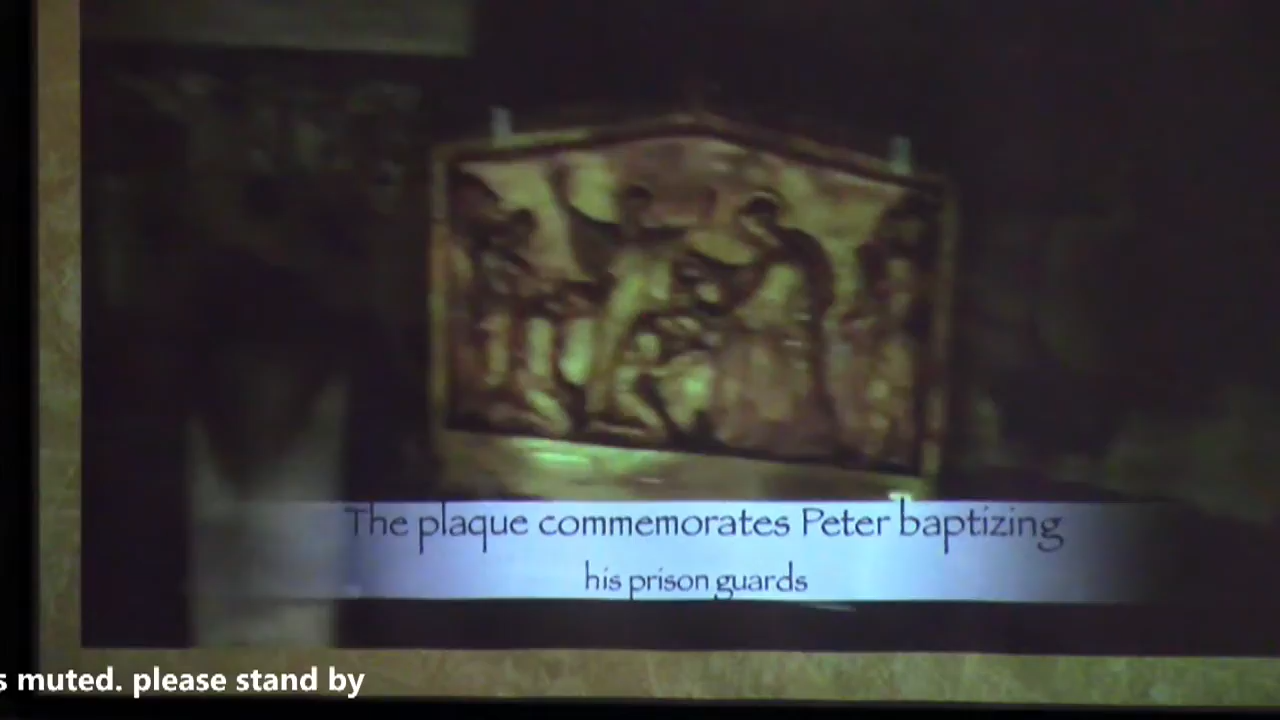 The plaque commemorates Peter baptizing
his prison guards
s muted. please stand by